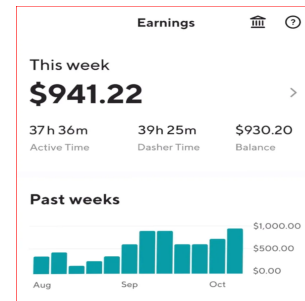 Earnings
?
This week
$941.22
37 h 36m 39h 25m $930.20
Active Time Dasher Time Balance
Past weeks
$1,000.00
$500.00
$0.00
Aug Sep Oct